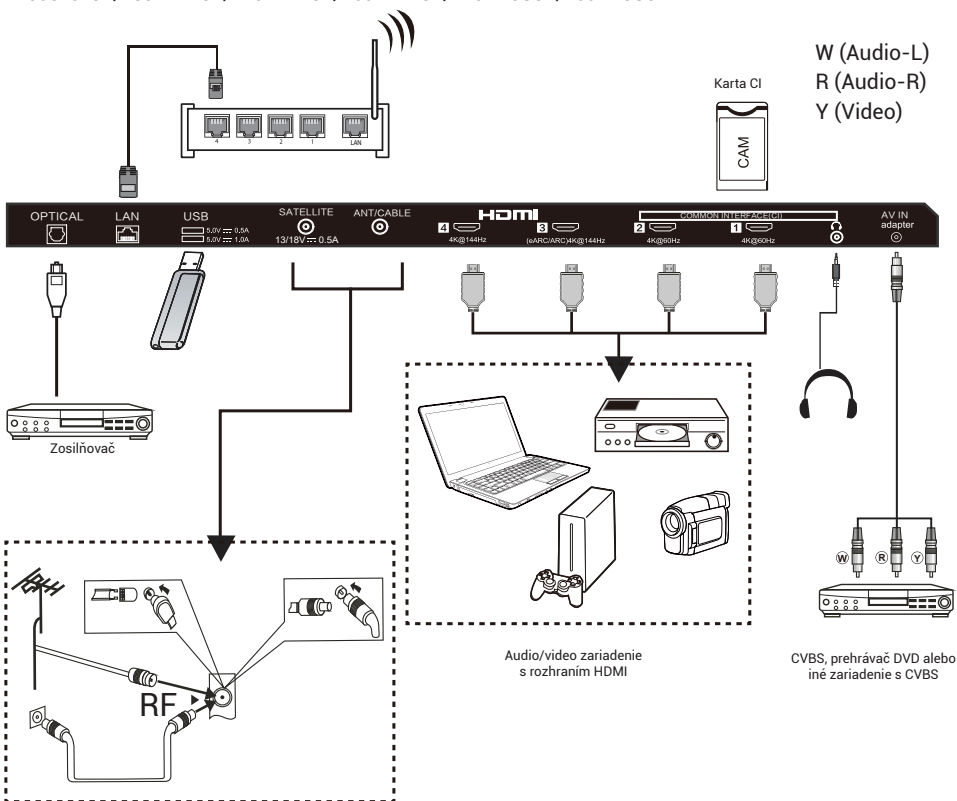 W (Audio-L)
R (Audio-R)
Y (Video)
Karta CI
CAM
4 3 2 1 LAN
OPTICAL
LAN
USB
5.0V⎓0.5A
5.0V⎓1.0A
SATELLITE
13/18V⎓0.5A
ANT/CABLE
HDMI
4
4K@144Hz
3
(eARC/ARC)4K@144Hz
COMMON INTERFACE(CI)
2
4K@60Hz
1
4K@60Hz
AV IN
adapter
Zosilňovač
RF
Audio/video zariadenie
s rozhraním HDMI
W R Y
CVBS, prehrávač DVD alebo
iné zariadenie s CVBS